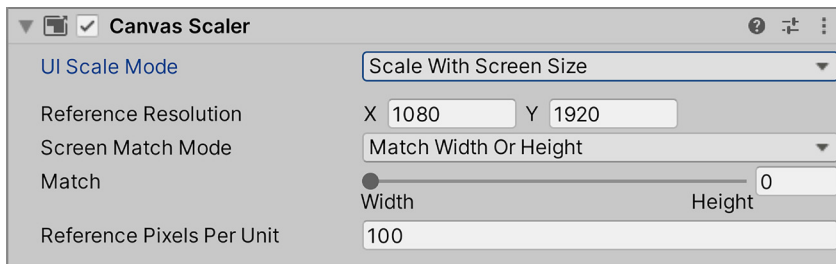 Canvas Scaler
UI Scale Mode Scale With Screen Size
Reference Resolution X 1080 Y 1920
Screen Match Mode Match Width Or Height
Match 0
Width Height
Reference Pixels Per Unit 100